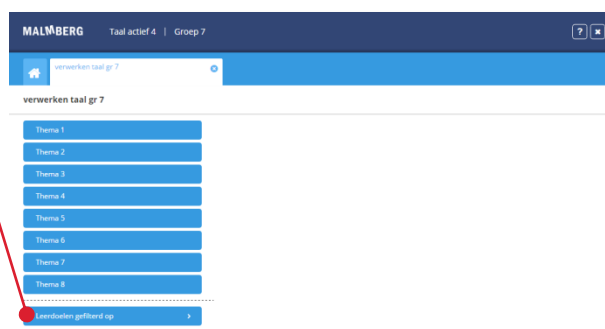 MALMBERG Taal actief 4 | Groep 7 ? ×
verwerken taal gr 7
verwerken taal gr 7
Thema 1
Thema 2
Thema 3
Thema 4
Thema 5
Thema 6
Thema 7
Thema 8
Leerdoelen gefilterd op